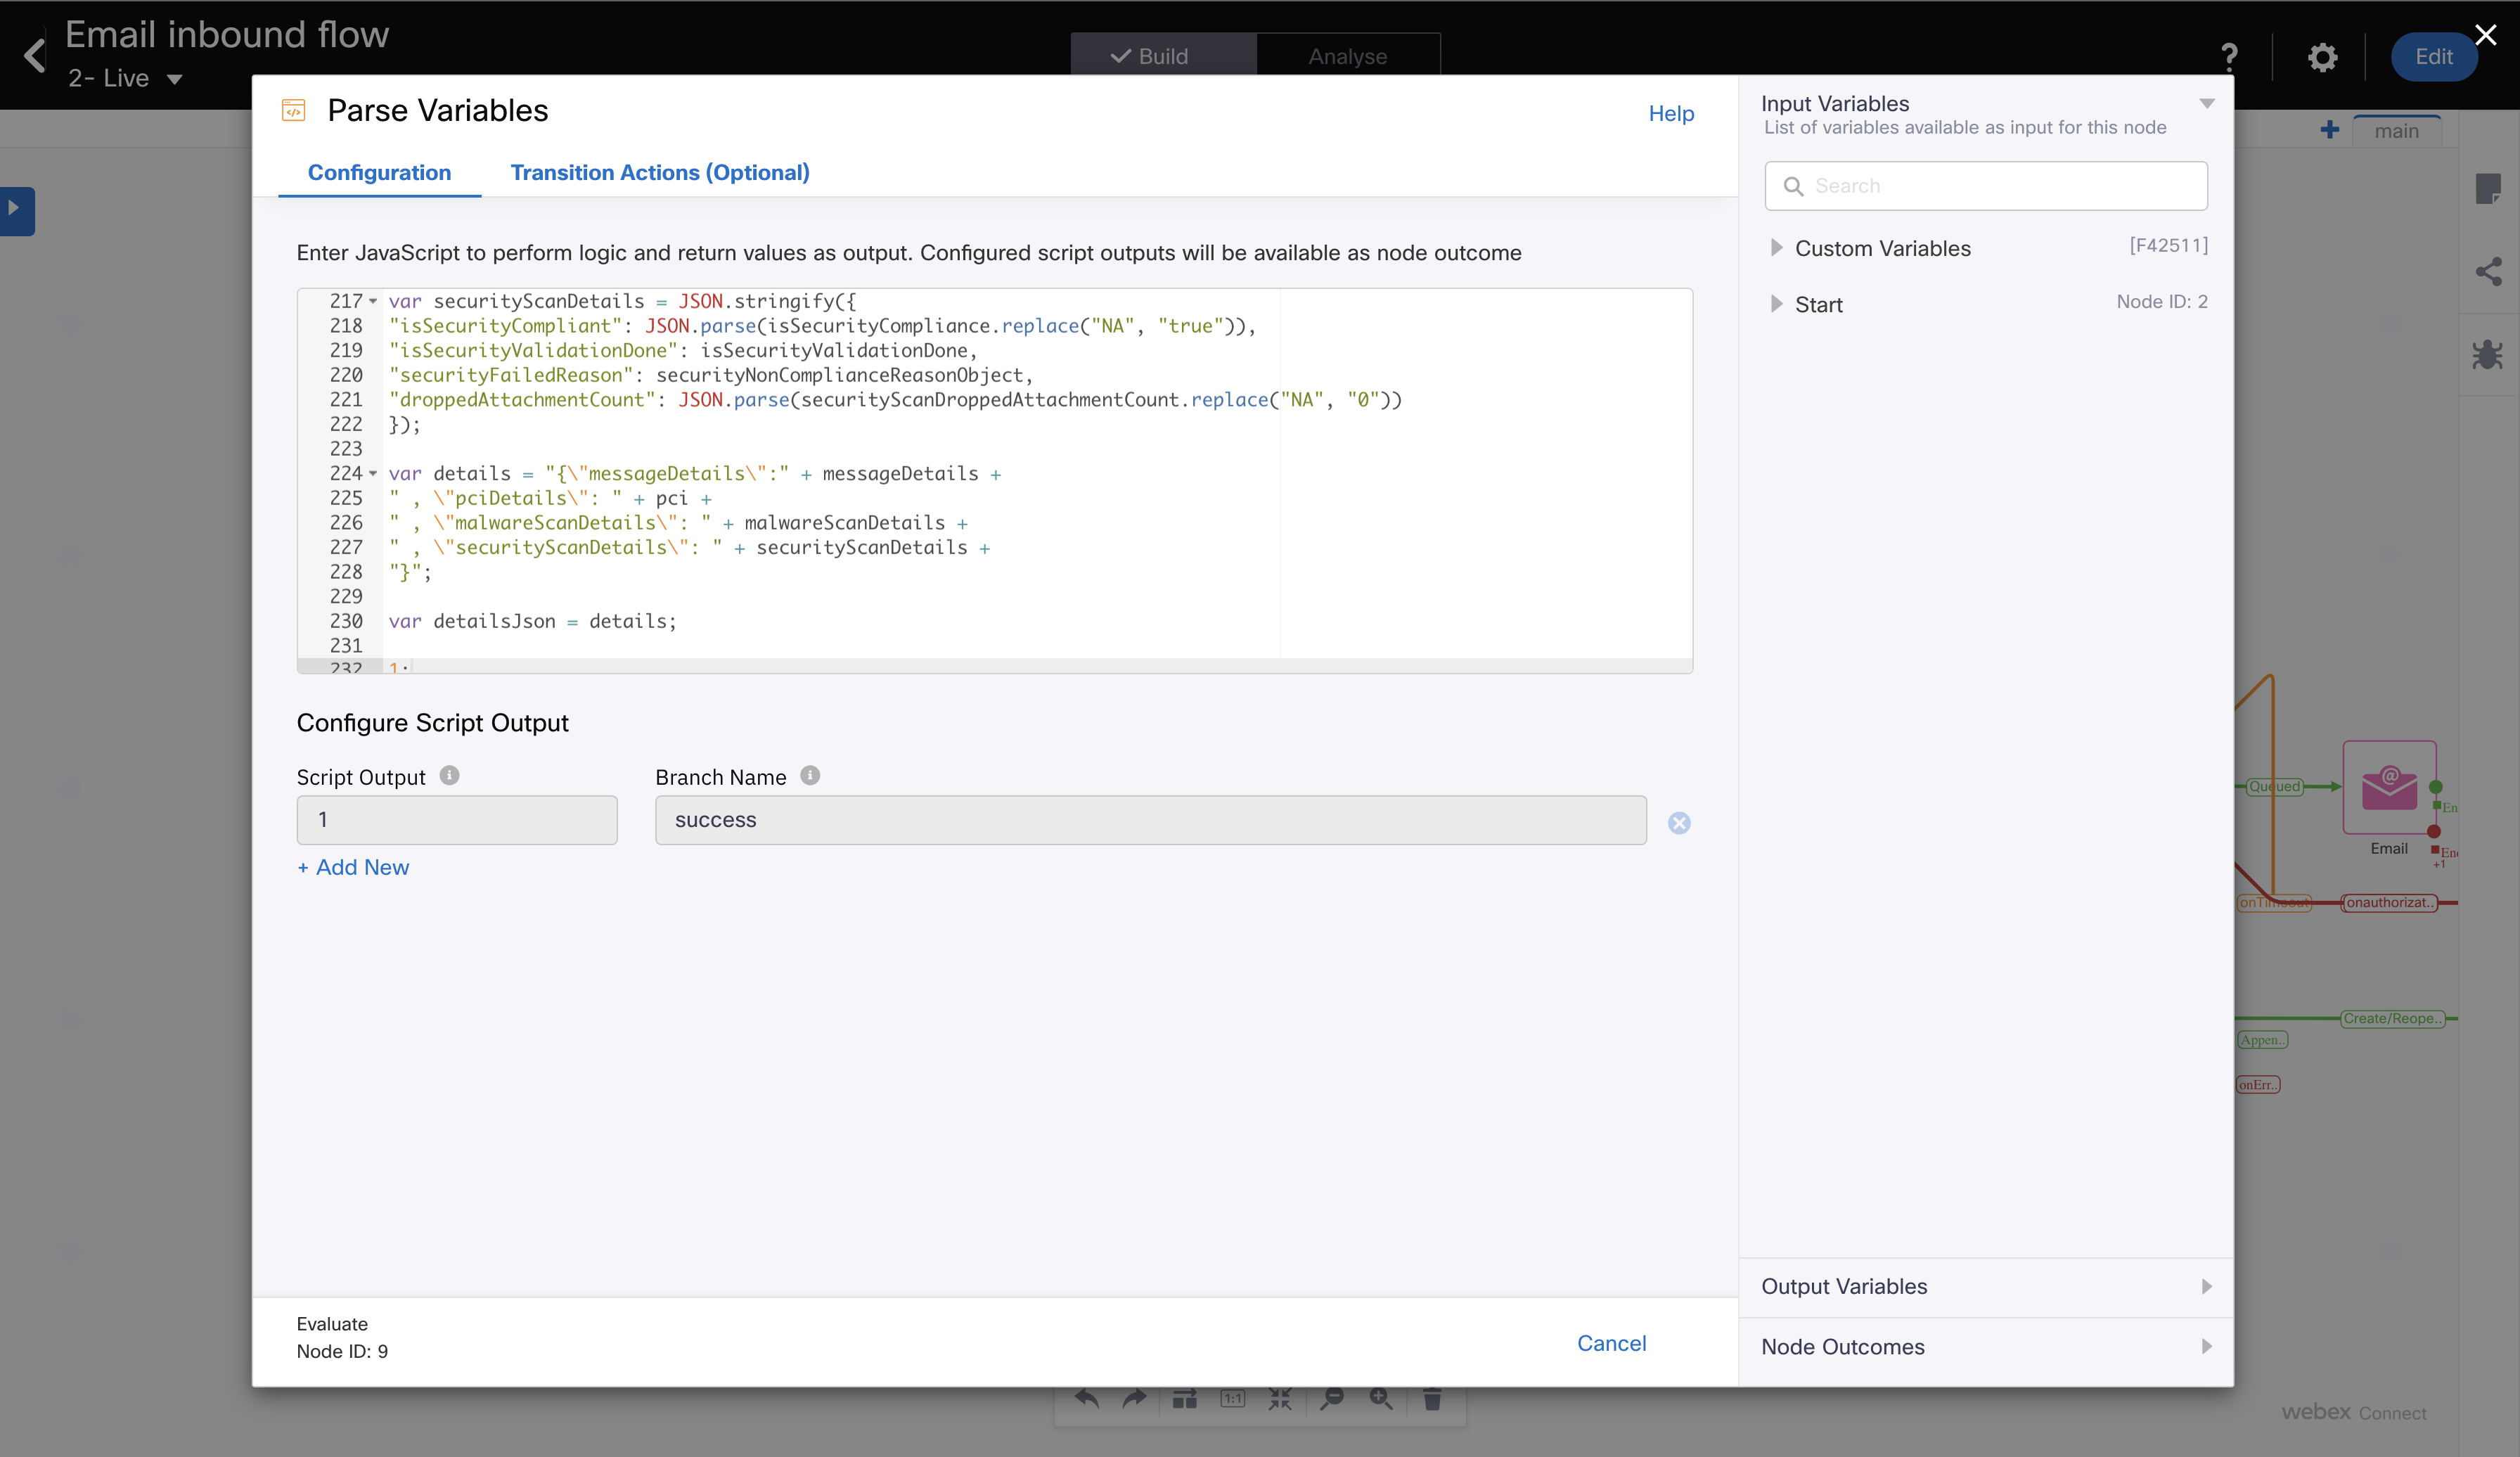 Email inbound flow
2- Live
Build
Analyse
?
Edit
Parse Variables
Help
Configuration
Transition Actions (Optional)
Enter JavaScript to perform logic and return values as output. Configured script outputs will be available as node outcome
217 var securityScanDetails = JSON.stringify({
218 "isSecurityCompliant": JSON.parse(isSecurityCompliance.replace("NA", "true")),
219 "isSecurityValidationDone": isSecurityValidationDone,
220 "securityFailedReason": securityNonComplianceReasonObject,
221 "droppedAttachmentCount": JSON.parse(securityScanDroppedAttachmentCount.replace("NA", "0"))
222 });
223
224 var details = "{\"messageDetails\":" + messageDetails +
225 " , \"pciDetails\": " + pci +
226 " , \"malwareScanDetails\": " + malwareScanDetails +
227 " , \"securityScanDetails\": " + securityScanDetails +
228 "}";
229
230 var detailsJson = details;
231
232 1;
Configure Script Output
Script Output
Branch Name
1
success
+ Add New
Evaluate
Node ID: 9
Cancel
Input Variables
List of variables available as input for this node
Search
Custom Variables
[F42511]
Start
Node ID: 2
Output Variables
Node Outcomes
main
Queued
En
Email
En
+1
onTimeout
onauthorizat..
Create/Reope..
Appen..
onErr..
1:1
webex Connect